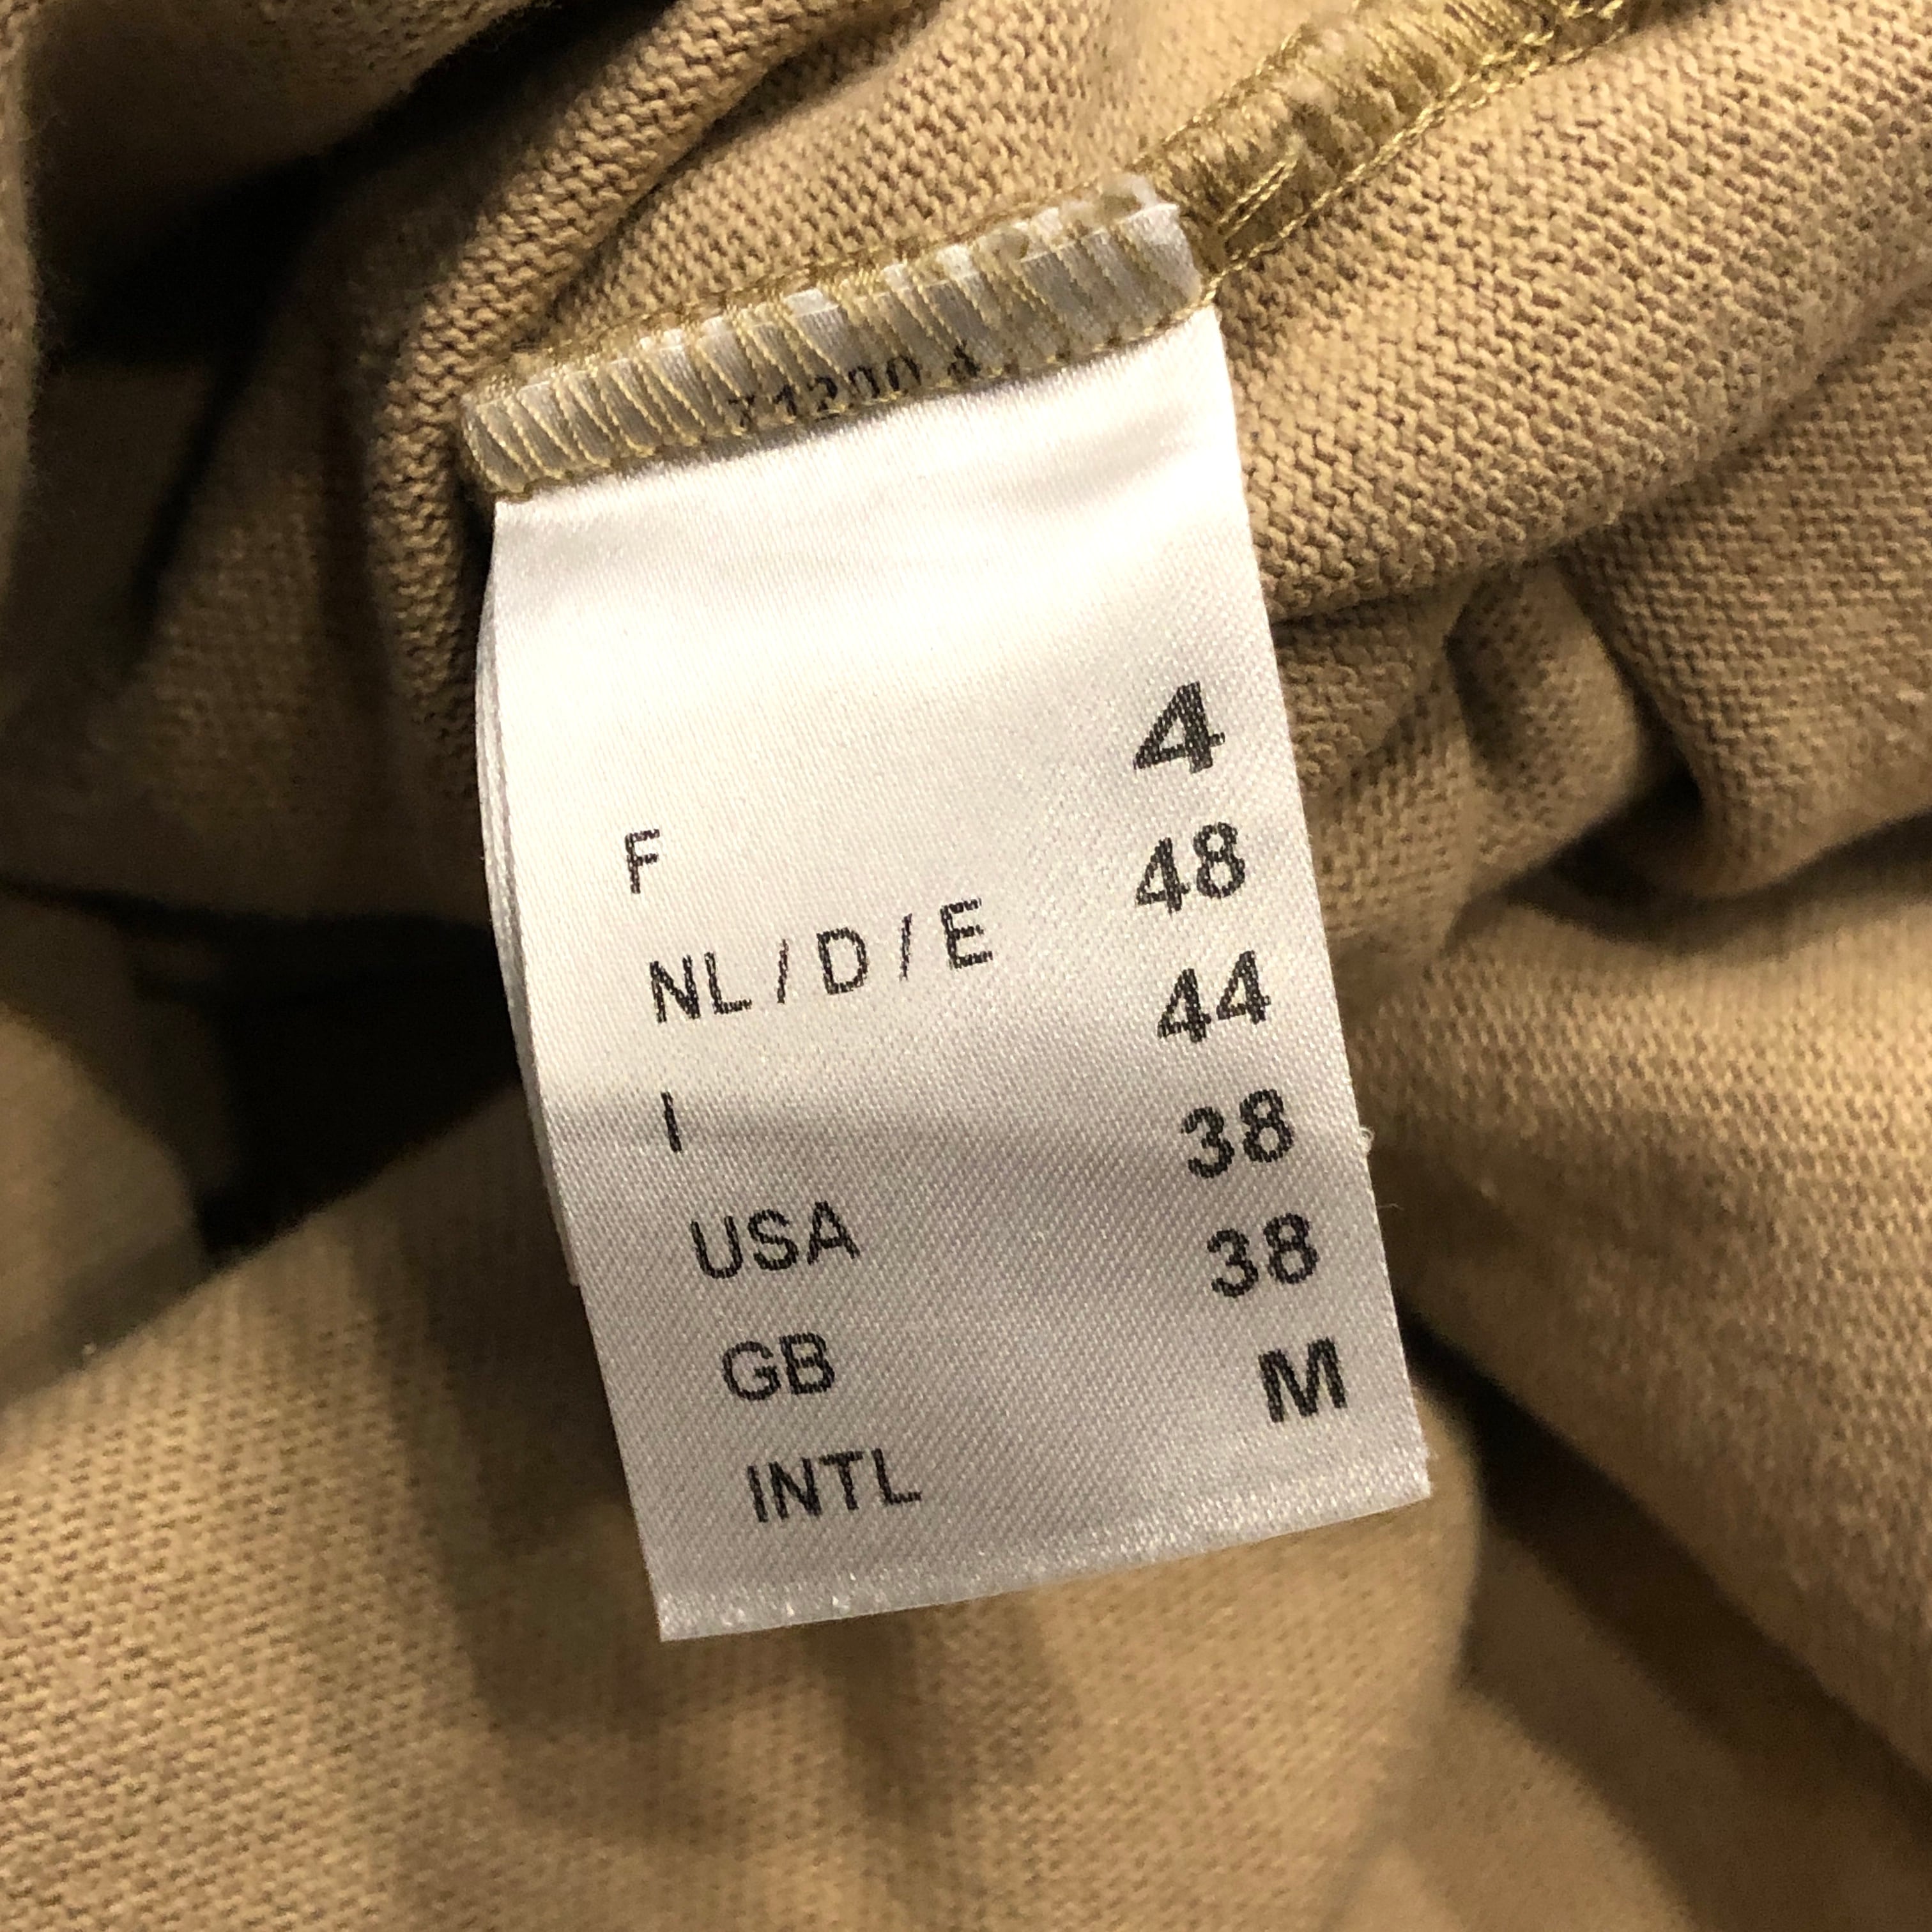 F 4
NL / D / E 48
I 44
USA 38
GB 38
INTL M